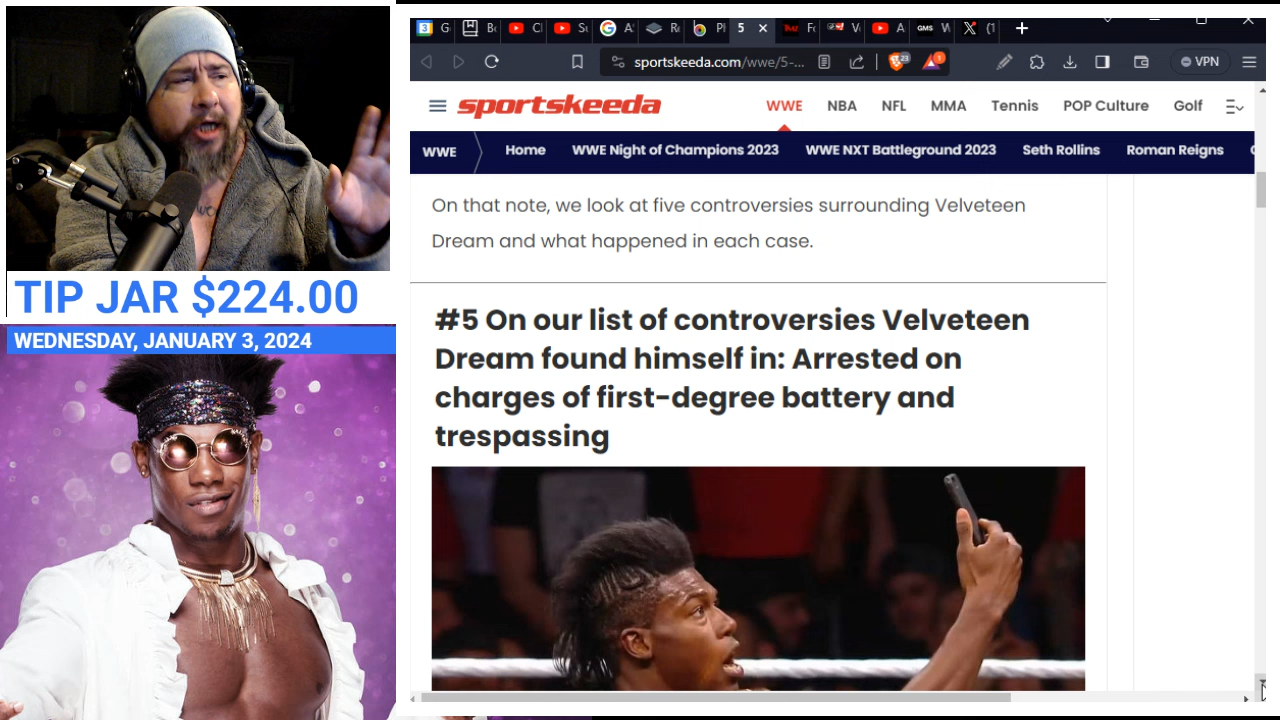 TIP JAR $224.00
WEDNESDAY, JANUARY 3, 2024
sportskeeda.com/wwe/5-...
VPN
sportskeeda
WWE NBA NFL MMA Tennis POP Culture Golf
WWE Home WWE Night of Champions 2023 WWE NXT Battleground 2023 Seth Rollins Roman Reigns
On that note, we look at five controversies surrounding Velveteen
Dream and what happened in each case.
#5 On our list of controversies Velveteen
Dream found himself in: Arrested on
charges of first-degree battery and
trespassing